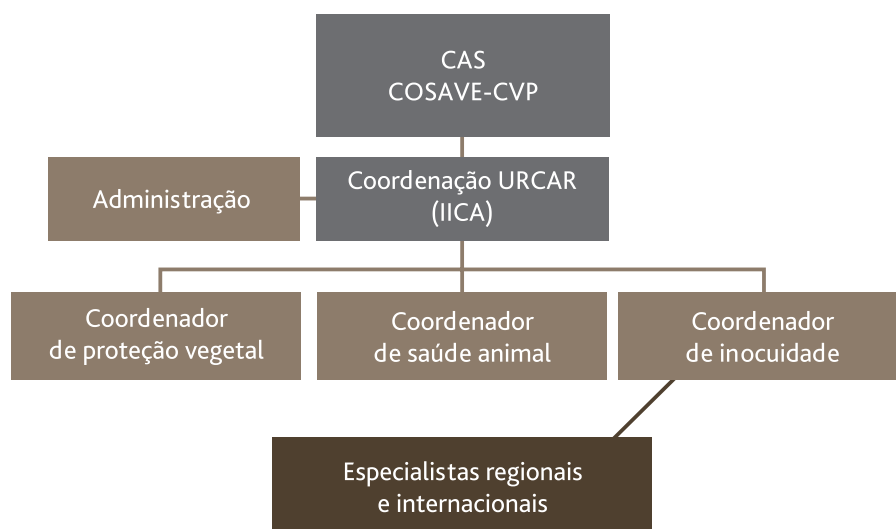 CAS
COSAVE-CVP
Administração
Coordenação URCAR
(IICA)
Coordenador
de proteção vegetal
Coordenador
de saúde animal
Coordenador
de inocuidade
Especialistas regionais
e internacionais